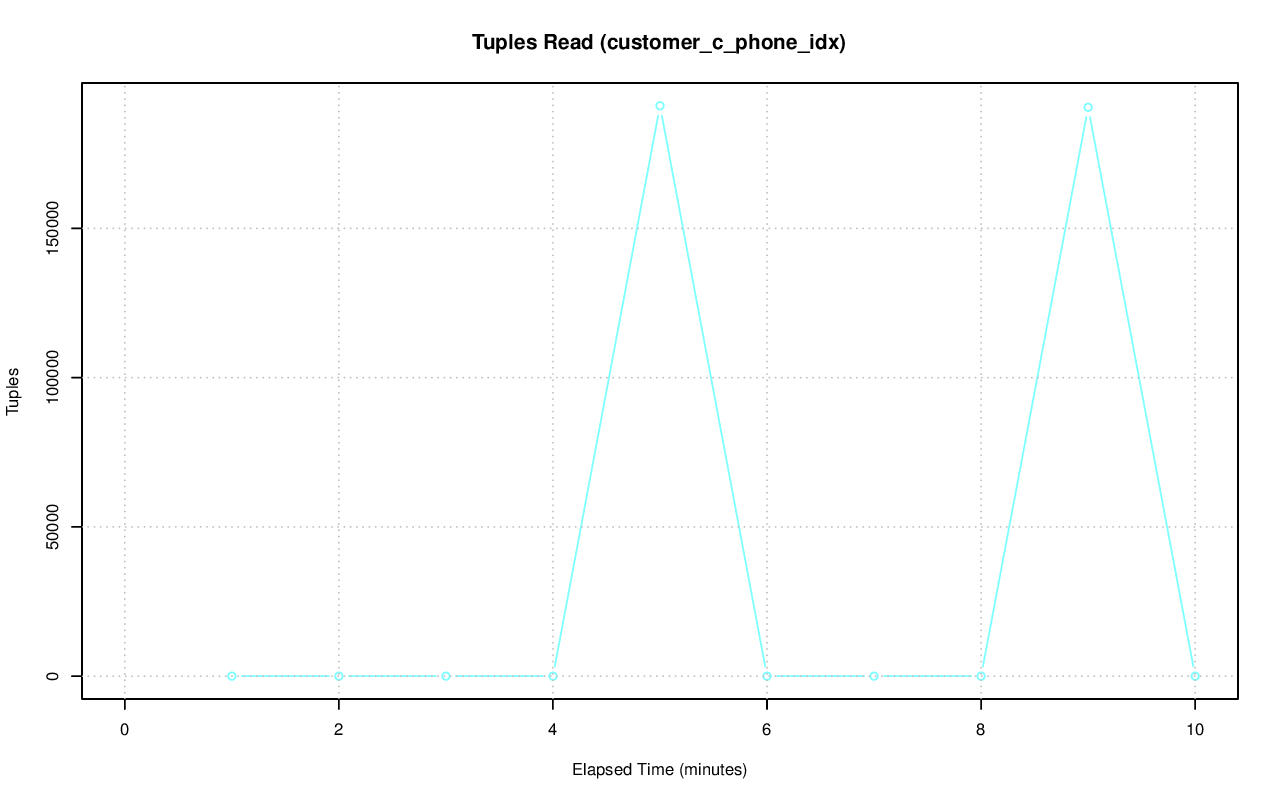 Tuples Read (customer_c_phone_idx)
Tuples
150000
100000
50000
0
0 2 4 6 8 10
Elapsed Time (minutes)